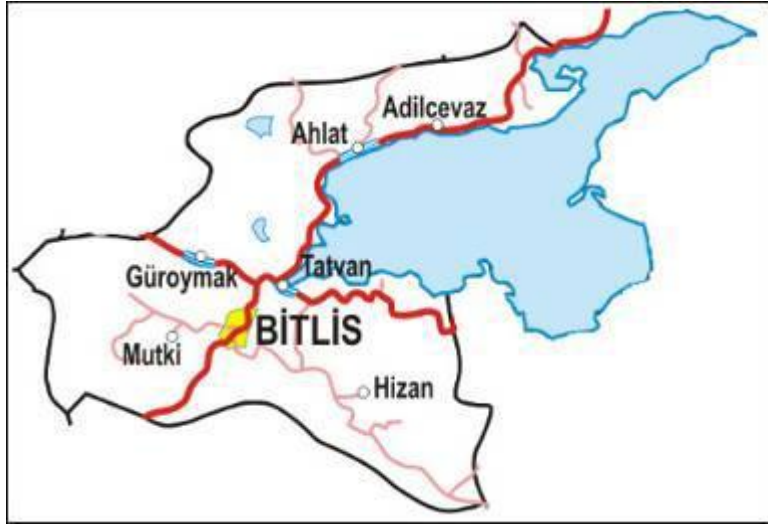 Adilcevaz
Ahlat
Tatvan
Güroymak
BİTLİS
Mutki
Hizan